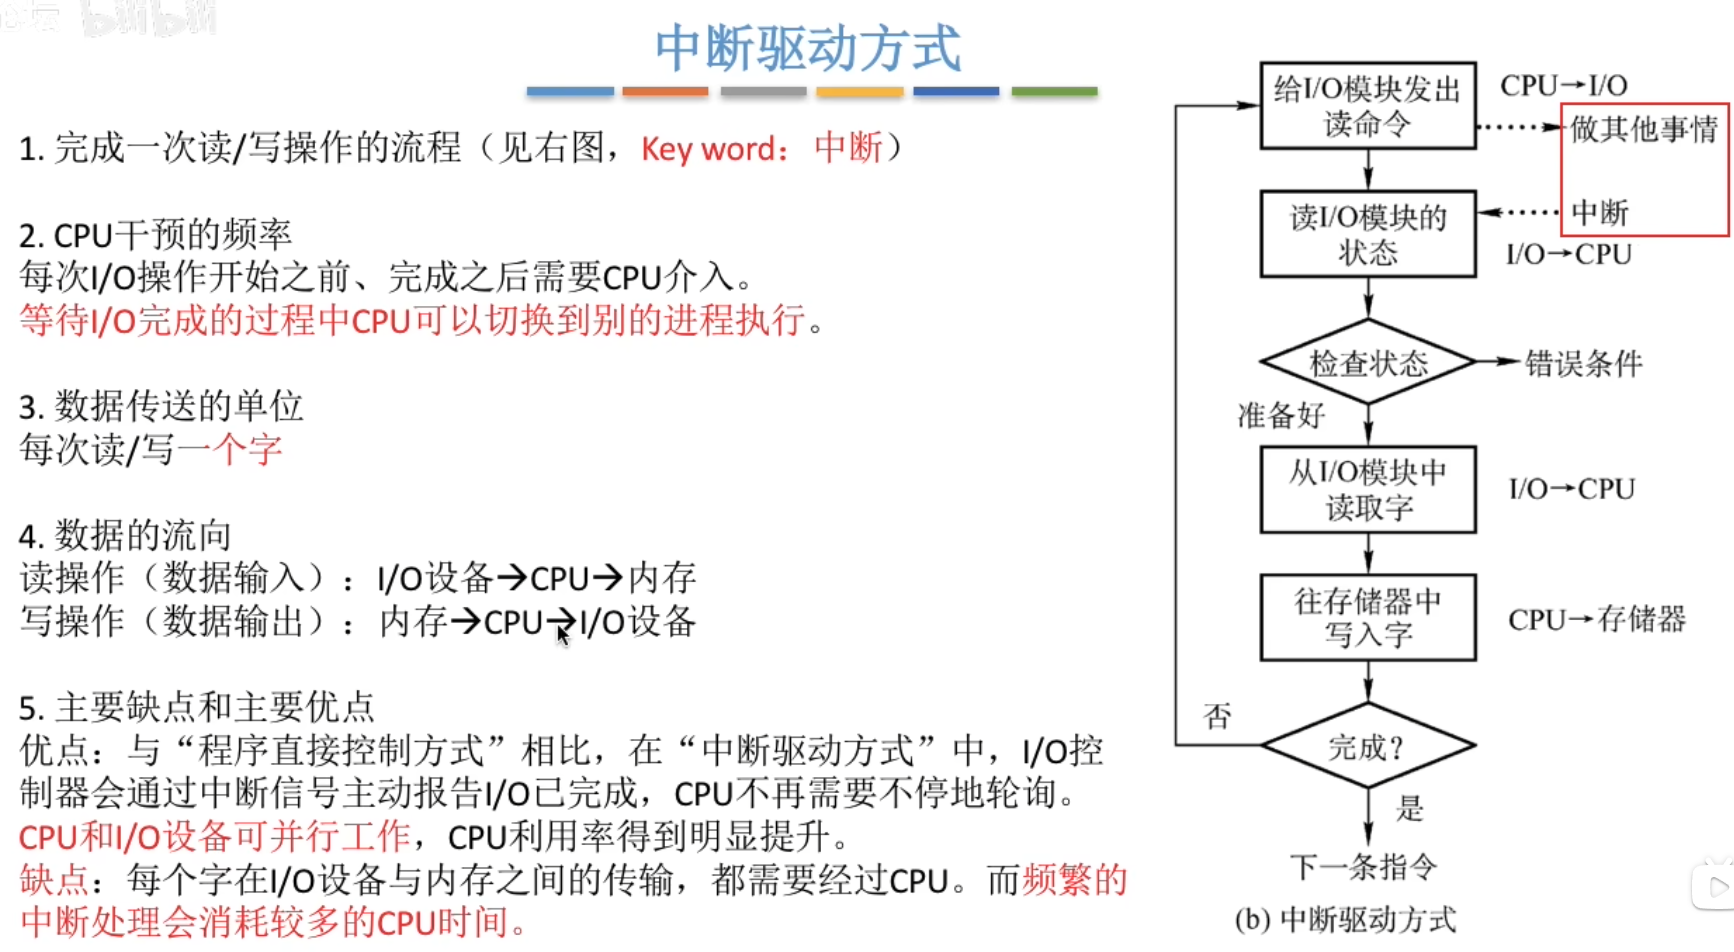 bilibili
中断驱动方式
1. 完成一次读/写操作的流程（见右图，Key word：中断）
2. CPU干预的频率
每次I/O操作开始之前、完成之后需要CPU介入。
等待I/O完成的过程中CPU可以切换到别的进程执行。
3. 数据传送的单位
每次读/写一个字
4. 数据的流向
读操作（数据输入）：I/O设备→CPU→内存
写操作（数据输出）：内存→CPU→I/O设备
5. 主要缺点和主要优点
优点：与“程序直接控制方式”相比，在“中断驱动方式”中，I/O控
制器会通过中断信号主动报告I/O已完成，CPU不再需要不停地轮询。
CPU和I/O设备可并行工作，CPU利用率得到明显提升。
缺点：每个字在I/O设备与内存之间的传输，都需要经过CPU。而频繁的
中断处理会消耗较多的CPU时间。
给I/O模块发出
读命令
CPU→I/O
做其他事情
读I/O模块的
状态
中断
I/O→CPU
检查状态
错误条件
准备好
从I/O模块中
读取字
I/O→CPU
往存储器中
写入字
CPU→存储器
否
完成？
是
下一条指令
(b) 中断驱动方式